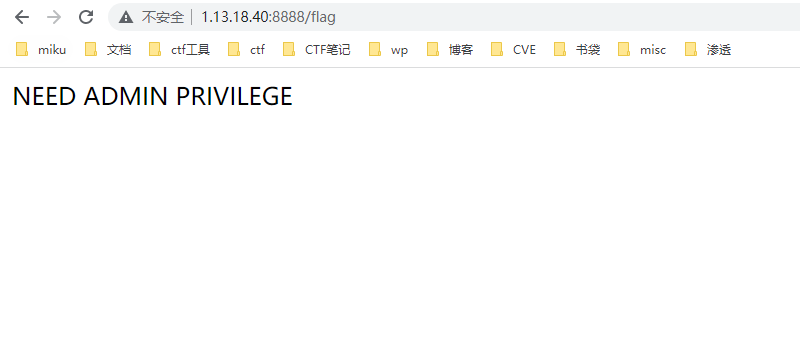 不安全 1.13.18.40:8888/flag
miku 文档 ctf工具 ctf CTF笔记 wp 博客 CVE 书袋 misc 渗透
NEED ADMIN PRIVILEGE